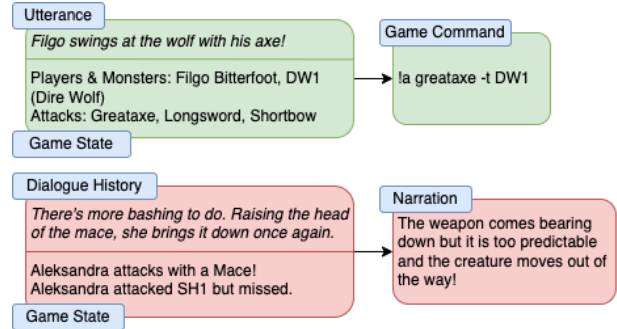 Utterance
Filgo swings at the wolf with his axe!
Players & Monsters: Filgo Bitterfoot, DW1
(Dire Wolf)
Attacks: Greataxe, Longsword, Shortbow
Game State
Game Command
!a greataxe -t DW1
Dialogue History
There's more bashing to do. Raising the head
of the mace, she brings it down once again.
Aleksandra attacks with a Mace!
Aleksandra attacked SH1 but missed.
Game State
Narration
The weapon comes bearing
down but it is too predictable
and the creature moves out of
the way!